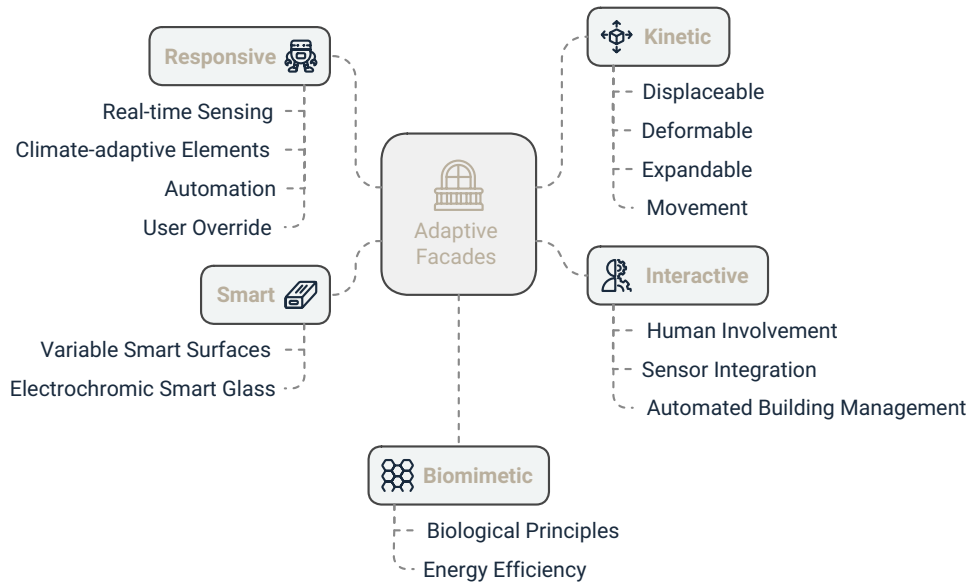 Responsive
Real-time Sensing
Climate-adaptive Elements
Automation
User Override
Smart
Variable Smart Surfaces
Electrochromic Smart Glass
Adaptive
Facades
Kinetic
Displaceable
Deformable
Expandable
Movement
Interactive
Human Involvement
Sensor Integration
Automated Building Management
Biomimetic
Biological Principles
Energy Efficiency